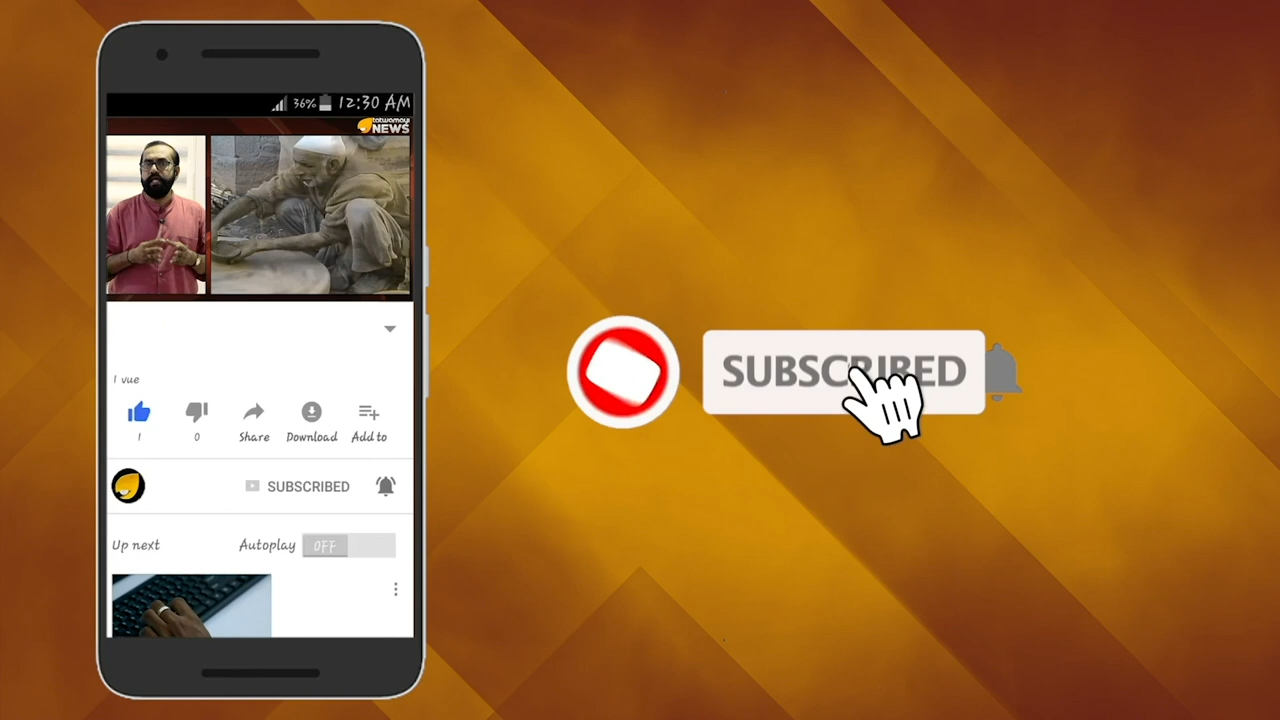 36% 12:30 AM
tatwamayi
NEWS
1 vue
1
0
Share
Download
Add to
SUBSCRIBED
Up next
Autoplay
OFF
SUBSCRIBED